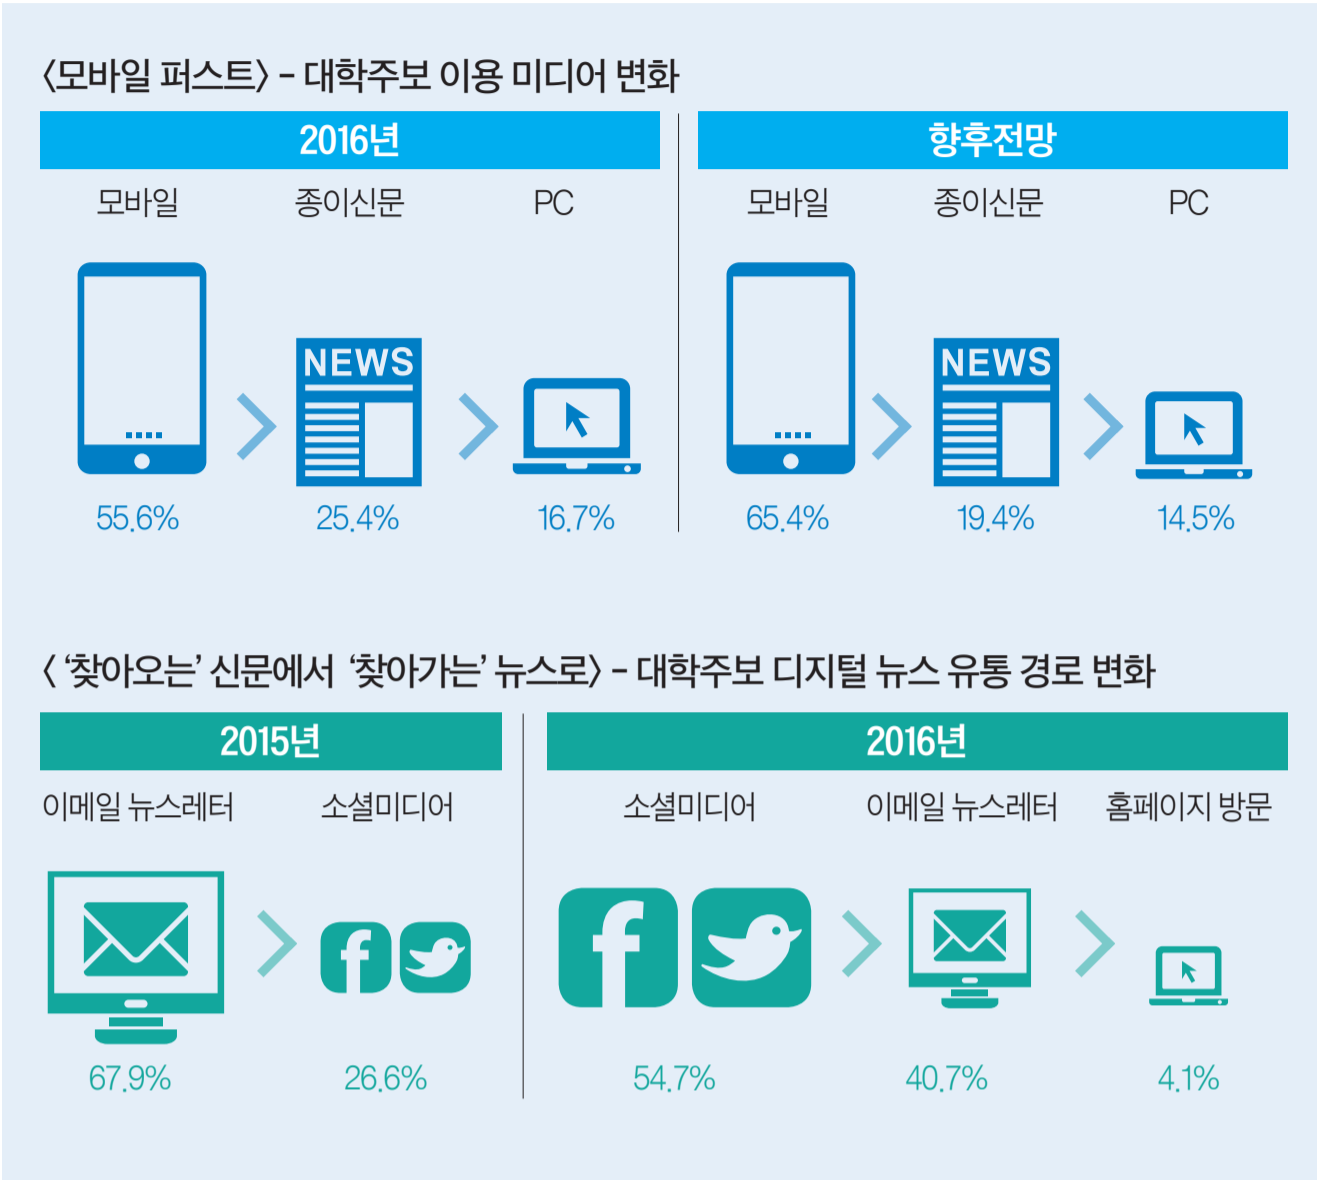 <모바일 퍼스트> - 대학주보 이용 미디어 변화
2016년
향후전망
모바일 종이신문 PC
모바일 종이신문 PC
NEWS
NEWS
55.6% 25.4% 16.7%
65.4% 19.4% 14.5%
< ‘찾아오는’ 신문에서 ‘찾아가는’ 뉴스로> - 대학주보 디지털 뉴스 유통 경로 변화
2015년
2016년
이메일 뉴스레터 소셜미디어
소셜미디어 이메일 뉴스레터 홈페이지 방문
67.9% 26.6%
54.7% 40.7% 4.1%